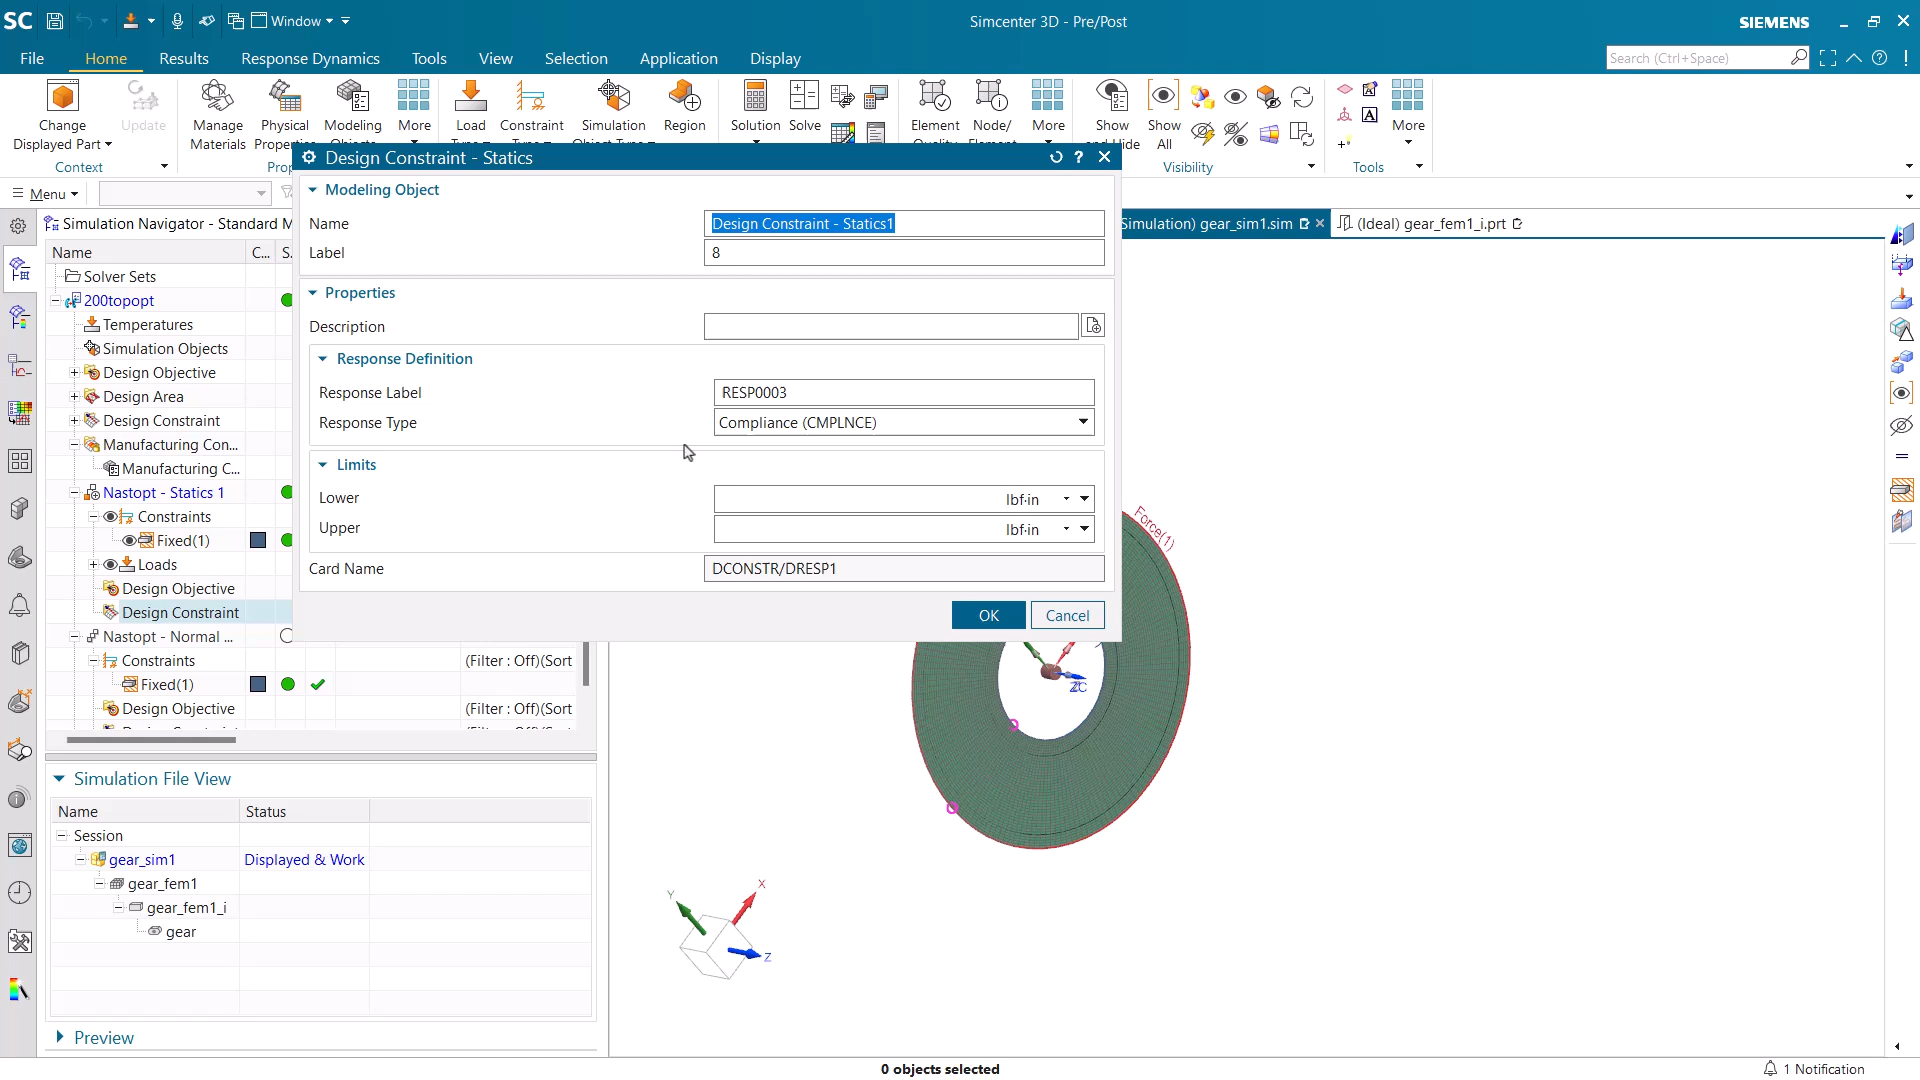 SC
Window
Simcenter 3D - Pre/Post
SIEMENS
File
Home
Results
Response Dynamics
Tools
View
Selection
Application
Display
Search (Ctrl+Space)
Change
Displayed Part
Update
Manage
Materials
Physical
Modeling
More
Load
Constraint
Simulation
Region
Solution
Solve
Element
Node/
More
Show
Show
All
More
Context
Visibility
Tools
Design Constraint - Statics
Menu
Modeling Object
Name
Design Constraint - Statics1
Label
8
Properties
Description
Response Definition
Response Label
RESP0003
Response Type
Compliance (CMPLNCE)
Limits
Lower
lbf·in
Upper
lbf·in
Card Name
DCONSTR/DRESP1
OK
Cancel
Simulation) gear_sim1.sim
(Ideal) gear_fem1_i.prt
Simulation Navigator - Standard M
Name
C...
S.
Solver Sets
200topopt
Temperatures
Simulation Objects
Design Objective
Design Area
Design Constraint
Manufacturing Con...
Manufacturing C...
Nastopt - Statics 1
Constraints
Fixed(1)
Loads
Design Objective
Design Constraint
Nastopt - Normal ...
Constraints
(Filter : Off)(Sort
Fixed(1)
Design Objective
(Filter : Off)(Sort
Simulation File View
Name
Status
Session
gear_sim1
Displayed & Work
gear_fem1
gear_fem1_i
gear
Preview
Force(1)
ZC
X
Y
Z
0 objects selected
1 Notification